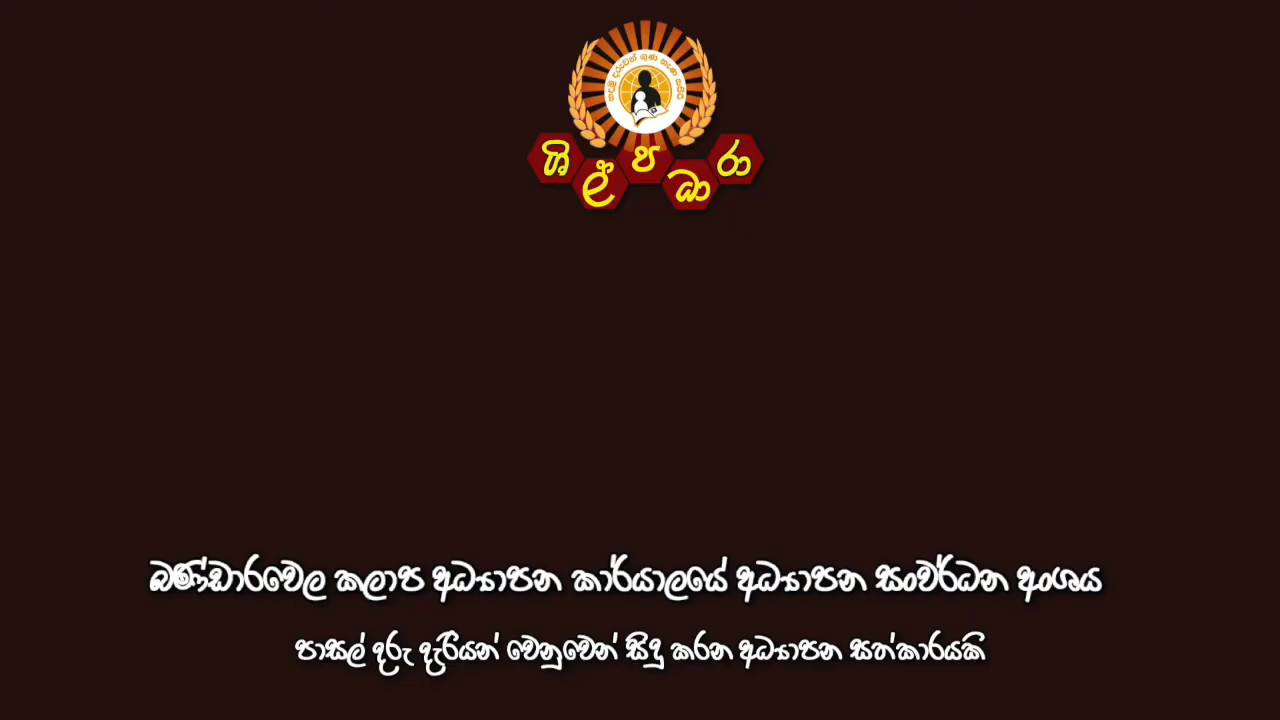 ශිල්පධාරා
බණ්ඩාරවෙල කලාප අධ්‍යාපන කාර්යාලයේ අධ්‍යාපන සංවර්ධන අංශය
පාසල් දරු දැරියන් වෙනුවෙන් සිදු කරන අධ්‍යාපන සත්කාරයකි